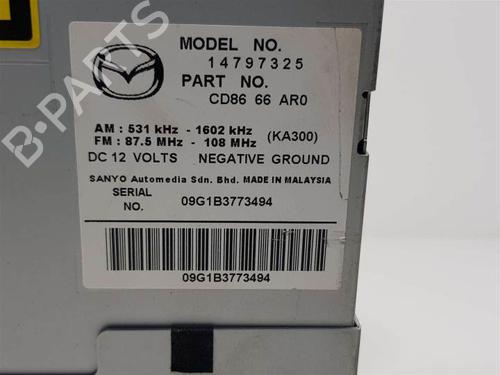 MODEL NO.
14797325
PART NO.
CD86 66 AR0
AM : 531 kHz - 1602 kHz
FM : 87.5 MHz - 108 MHz (KA300)
DC 12 VOLTS NEGATIVE GROUND
SANYO Automedia Sdn. Bhd. MADE IN MALAYSIA
SERIAL
NO. 09G1B3773494
09G1B3773494
B-PARTS